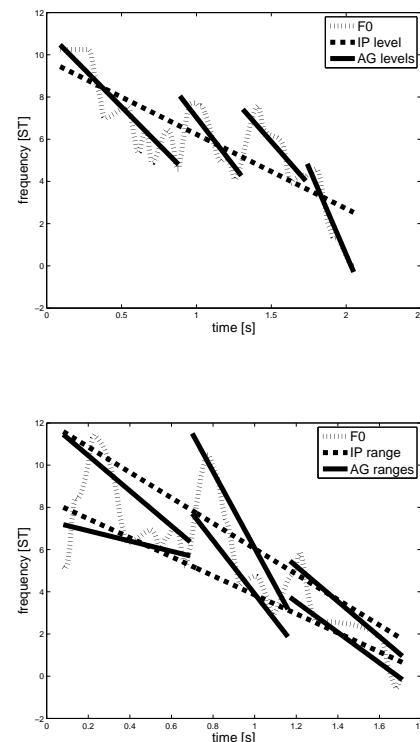 12
10
8
6
4
2
0
−2
frequency [ST]
F0
IP level
AG levels
0 0.5 1 1.5 2 2.5
time [s]
12
10
8
6
4
2
0
−2
frequency [ST]
F0
IP range
AG ranges
0 0.2 0.4 0.6 0.8 1 1.2 1.4 1.6
time [s]